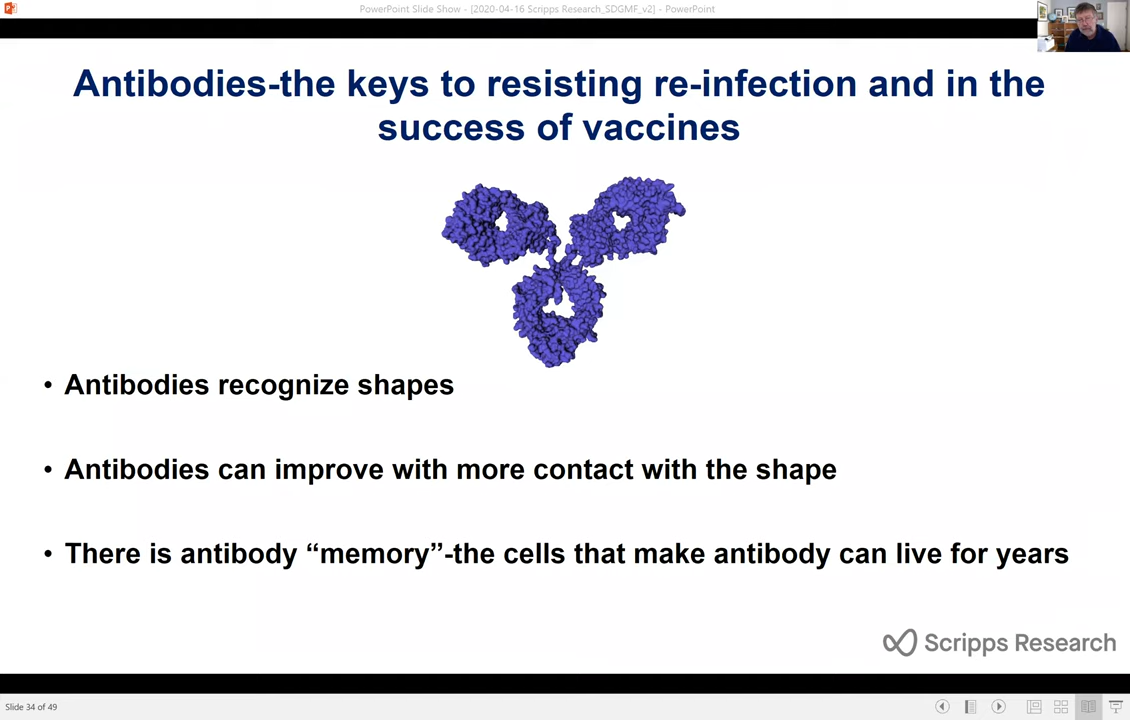 PowerPoint Slide Show - [2020-04-16 Scripps Research_SDGMF_v2] - PowerPoint
Antibodies-the keys to resisting re-infection and in the
success of vaccines
• Antibodies recognize shapes
• Antibodies can improve with more contact with the shape
• There is antibody “memory”-the cells that make antibody can live for years
Scripps Research
Slide 34 of 49